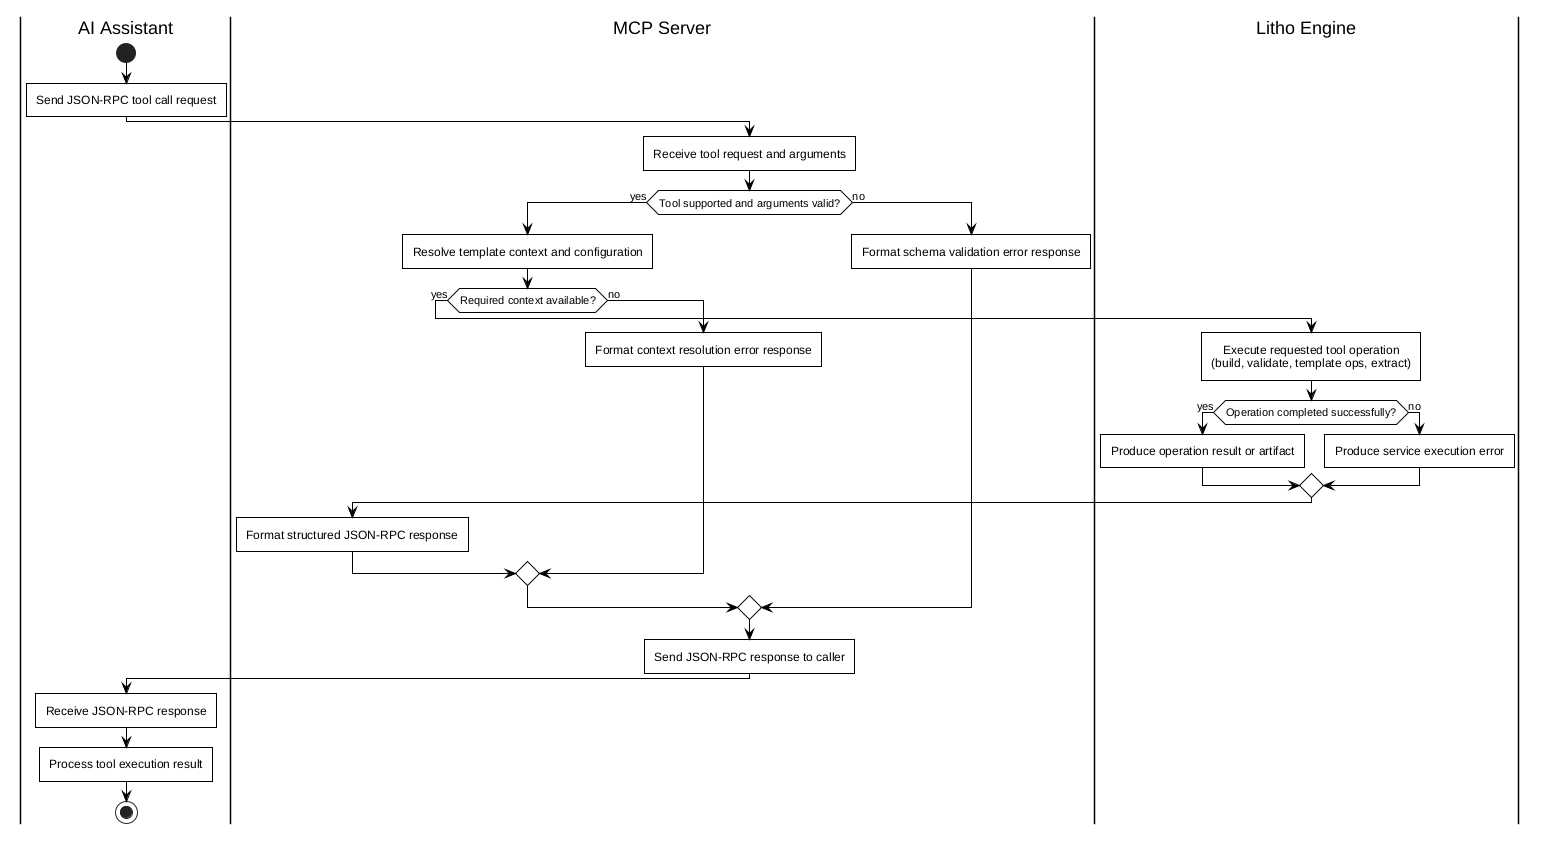 AI Assistant
MCP Server
Litho Engine
Send JSON-RPC tool call request
Receive tool request and arguments
yes
Tool supported and arguments valid?
no
Resolve template context and configuration
Format schema validation error response
yes
Required context available?
no
Format context resolution error response
Execute requested tool operation
(build, validate, template ops, extract)
yes
Operation completed successfully?
no
Produce operation result or artifact
Produce service execution error
Format structured JSON-RPC response
Send JSON-RPC response to caller
Receive JSON-RPC response
Process tool execution result